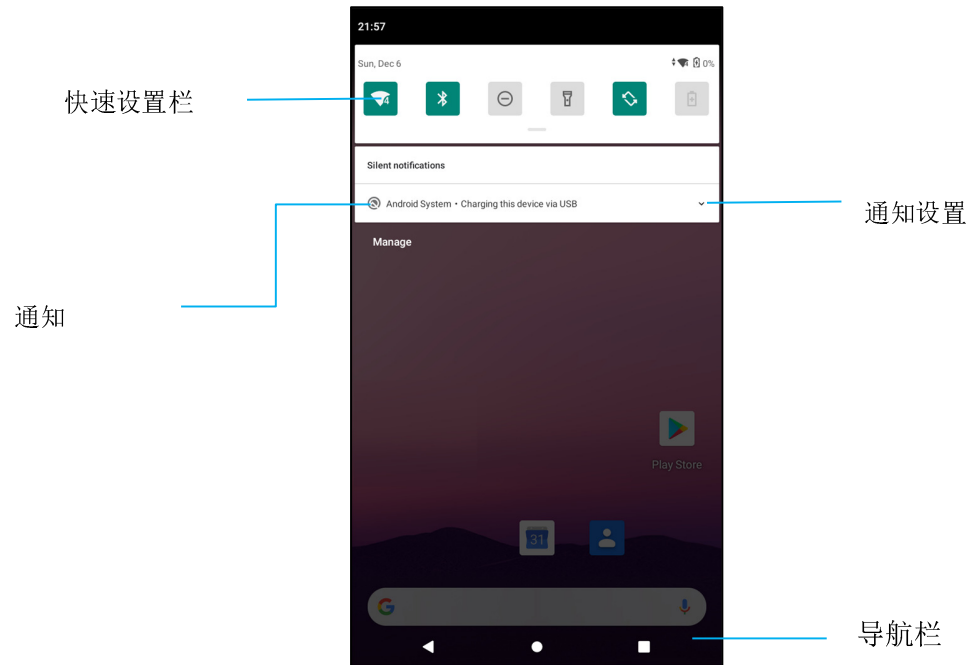 21:57
Sun, Dec 6
0%
快速设置栏
4
Silent notifications
Android System • Charging this device via USB
通知设置
Manage
通知
Play Store
31
G
导航栏